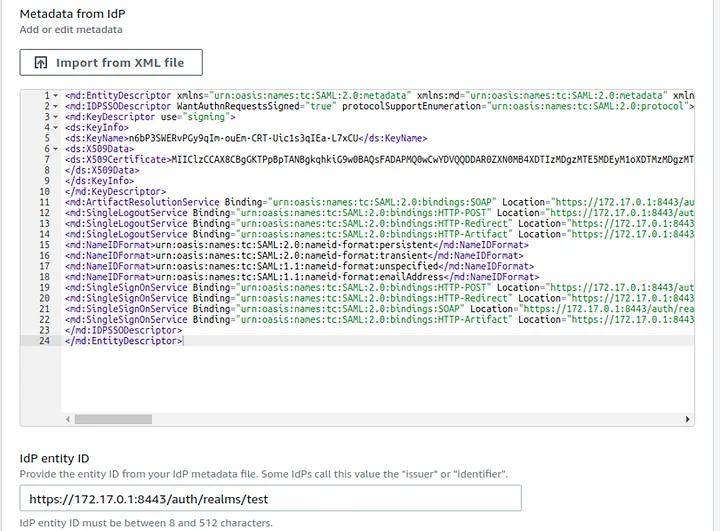 Metadata from IdP
Add or edit metadata
Import from XML file
1 <md:EntityDescriptor xmlns="urn:oasis:names:tc:SAML:2.0:metadata" xmlns:md="urn:oasis:names:tc:SAML:2.0:metadata" xmln
2 <md:IDPSSODescriptor WantAuthnRequestsSigned="true" protocolSupportEnumeration="urn:oasis:names:tc:SAML:2.0:protocol">
3 <md:KeyDescriptor use="signing">
4 <ds:KeyInfo>
5 <ds:KeyName>n6bP3SWERvPGy9qIm-ouEm-CRT-Uic1s3qIEa-L7xCU</ds:KeyName>
6 <ds:X509Data>
7 <ds:X509Certificate>MIIClzCCAX8CBgGKTPpBpTANBgkqhkiG9w0BAQsFADAPMQ0wCwYDVQQDDAR0ZXN0MB4XDTIzMDgzMTE5MDEyM1oXDTMzMDgzMT
8 </ds:X509Data>
9 </ds:KeyInfo>
10 </md:KeyDescriptor>
11 <md:ArtifactResolutionService Binding="urn:oasis:names:tc:SAML:2.0:bindings:SOAP" Location="https://172.17.0.1:8443/au
12 <md:SingleLogoutService Binding="urn:oasis:names:tc:SAML:2.0:bindings:HTTP-POST" Location="https://172.17.0.1:8443/aut
13 <md:SingleLogoutService Binding="urn:oasis:names:tc:SAML:2.0:bindings:HTTP-Redirect" Location="https://172.17.0.1:8443
14 <md:SingleLogoutService Binding="urn:oasis:names:tc:SAML:2.0:bindings:HTTP-Artifact" Location="https://172.17.0.1:8443
15 <md:NameIDFormat>urn:oasis:names:tc:SAML:2.0:nameid-format:persistent</md:NameIDFormat>
16 <md:NameIDFormat>urn:oasis:names:tc:SAML:2.0:nameid-format:transient</md:NameIDFormat>
17 <md:NameIDFormat>urn:oasis:names:tc:SAML:1.1:nameid-format:unspecified</md:NameIDFormat>
18 <md:NameIDFormat>urn:oasis:names:tc:SAML:1.1:nameid-format:emailAddress</md:NameIDFormat>
19 <md:SingleSignOnService Binding="urn:oasis:names:tc:SAML:2.0:bindings:HTTP-POST" Location="https://172.17.0.1:8443/aut
20 <md:SingleSignOnService Binding="urn:oasis:names:tc:SAML:2.0:bindings:HTTP-Redirect" Location="https://172.17.0.1:8443
21 <md:SingleSignOnService Binding="urn:oasis:names:tc:SAML:2.0:bindings:SOAP" Location="https://172.17.0.1:8443/auth/rea
22 <md:SingleSignOnService Binding="urn:oasis:names:tc:SAML:2.0:bindings:HTTP-Artifact" Location="https://172.17.0.1:8443
23 </md:IDPSSODescriptor>
24 </md:EntityDescriptor>
IdP entity ID
Provide the entity ID from your IdP metadata file. Some IdPs call this value the "issuer" or "identifier".
https://172.17.0.1:8443/auth/realms/test
IdP entity ID must be between 8 and 512 characters.